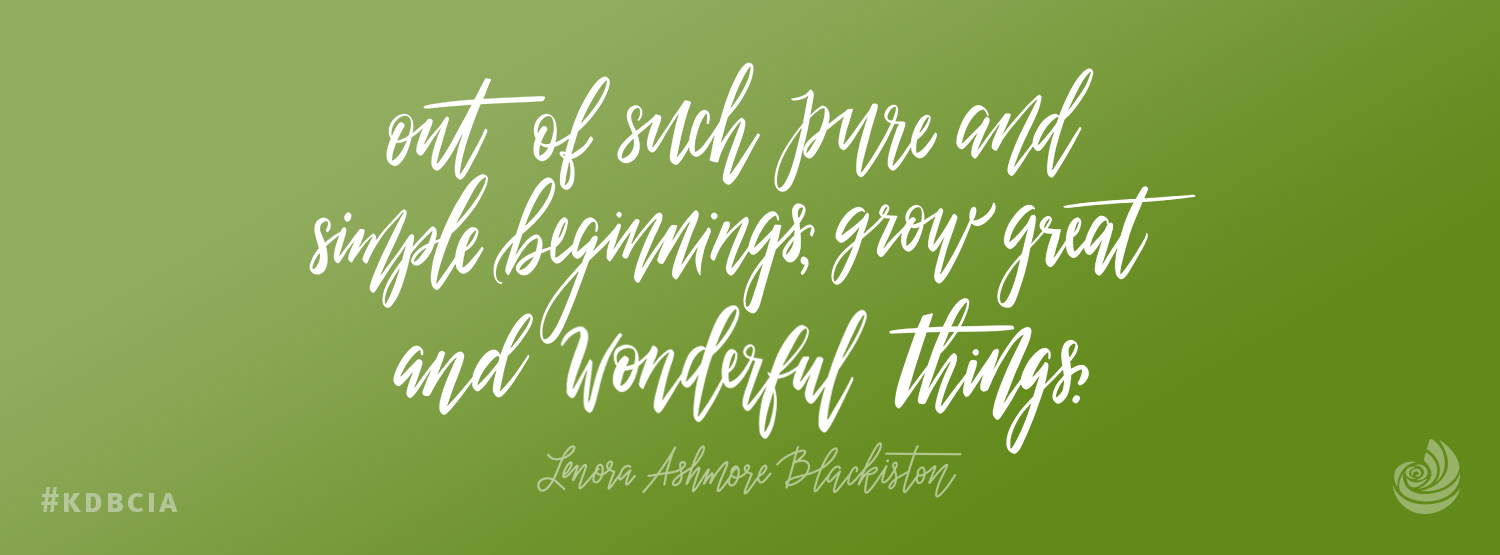 out of such pure and
simple beginnings, grow great
and wonderful things.
Lenora Ashmore Blackiston
#KDBCIA